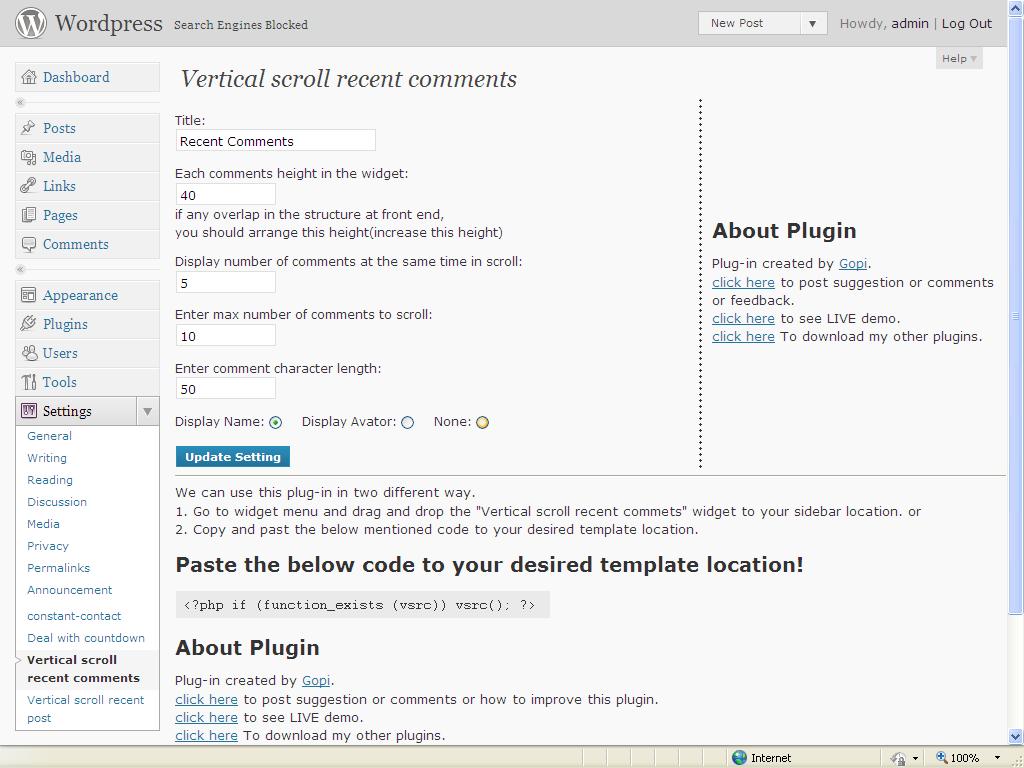 Wordpress Search Engines Blocked
New Post
Howdy, admin | Log Out
Help
Dashboard
Posts
Media
Links
Pages
Comments
Appearance
Plugins
Users
Tools
Settings
General
Writing
Reading
Discussion
Media
Privacy
Permalinks
Announcement
constant-contact
Deal with countdown
Vertical scroll
recent comments
Vertical scroll recent
post
Vertical scroll recent comments
Title:
Recent Comments
Each comments height in the widget:
40
if any overlap in the structure at front end,
you should arrange this height(increase this height)
Display number of comments at the same time in scroll:
5
Enter max number of comments to scroll:
10
Enter comment character length:
50
Display Name: Display Avator: None:
Update Setting
About Plugin
Plug-in created by Gopi.
click here to post suggestion or comments
or feedback.
click here to see LIVE demo.
click here To download my other plugins.
We can use this plug-in in two different way.
1. Go to widget menu and drag and drop the "Vertical scroll recent commets" widget to your sidebar location. or
2. Copy and past the below mentioned code to your desired template location.
Paste the below code to your desired template location!
<?php if (function_exists (vsrc)) vsrc(); ?>
About Plugin
Plug-in created by Gopi.
click here to post suggestion or comments or how to improve this plugin.
click here to see LIVE demo.
click here To download my other plugins.
Internet
100%